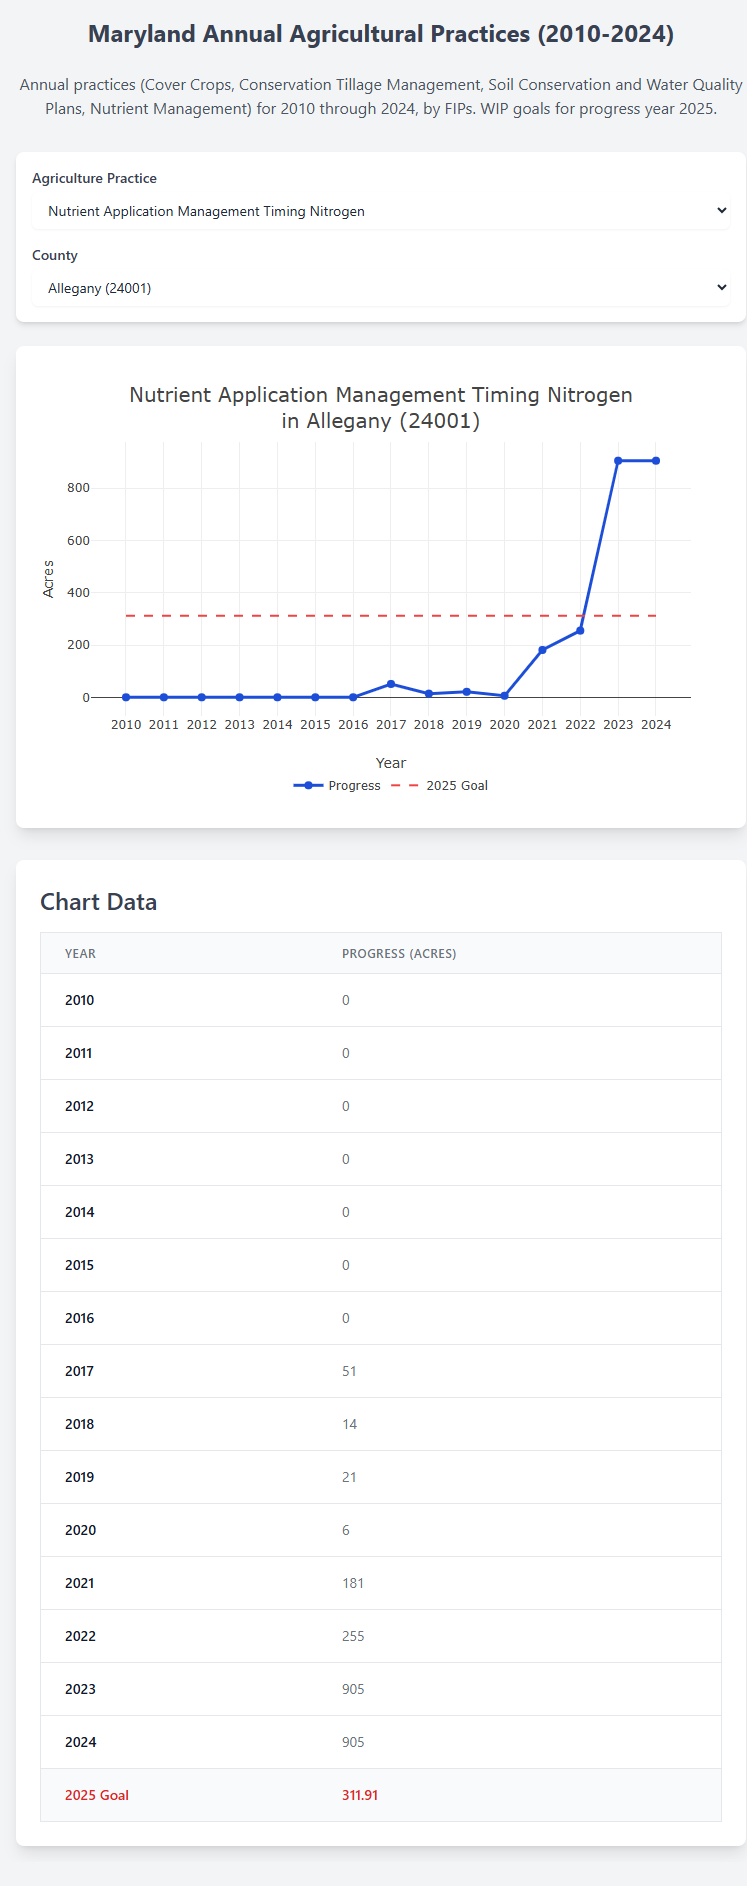 Maryland Annual Agricultural Practices (2010-2024)
Annual practices (Cover Crops, Conservation Tillage Management, Soil Conservation and Water Quality
Plans, Nutrient Management) for 2010 through 2024, by FIPs. WIP goals for progress year 2025.
Agriculture Practice
Nutrient Application Management Timing Nitrogen
County
Allegany (24001)
Nutrient Application Management Timing Nitrogen
in Allegany (24001)
Acres
800
600
400
200
0
2010 2011 2012 2013 2014 2015 2016 2017 2018 2019 2020 2021 2022 2023 2024
Year
Progress 2025 Goal
Chart Data
YEAR PROGRESS (ACRES)
2010 0
2011 0
2012 0
2013 0
2014 0
2015 0
2016 0
2017 51
2018 14
2019 21
2020 6
2021 181
2022 255
2023 905
2024 905
2025 Goal 311.91